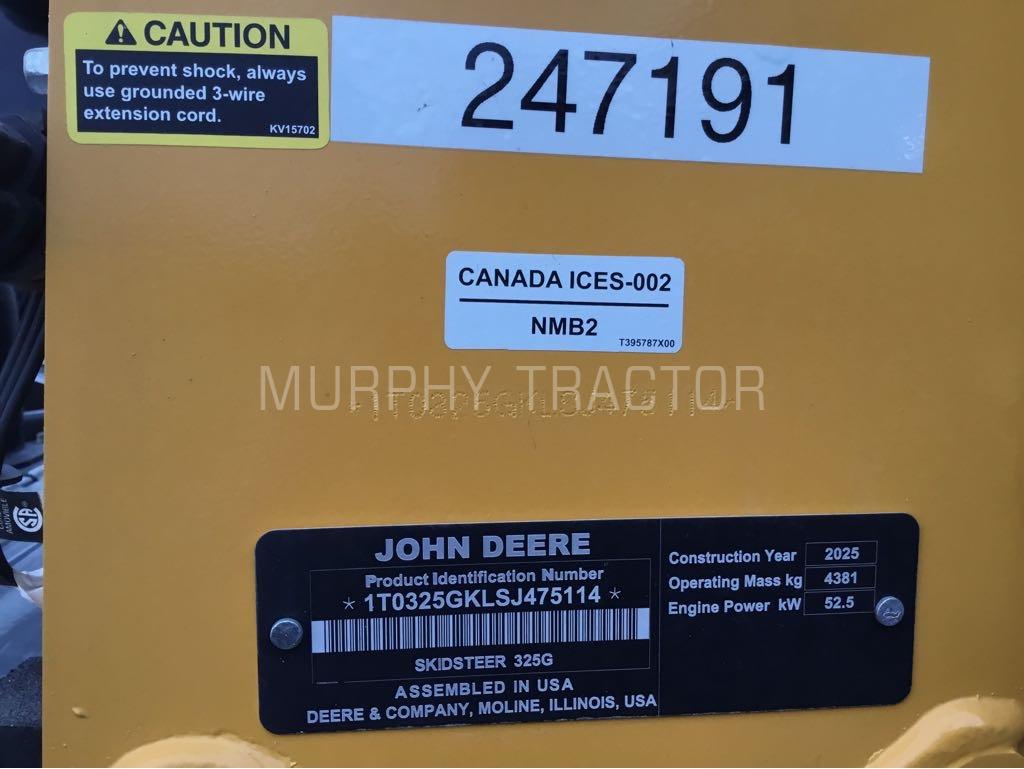 CAUTION
To prevent shock, always
use grounded 3-wire
extension cord.
KV15702
247191
CANADA ICES-002
NMB2
T395787X00
MURPHY TRACTOR
JOHN DEERE
Product Identification Number
* 1T0325GKLSJ475114 *
SKIDSTEER 325G
ASSEMBLED IN USA
DEERE & COMPANY, MOLINE, ILLINOIS, USA
Construction Year 2025
Operating Mass kg 4381
Engine Power kW 52.5